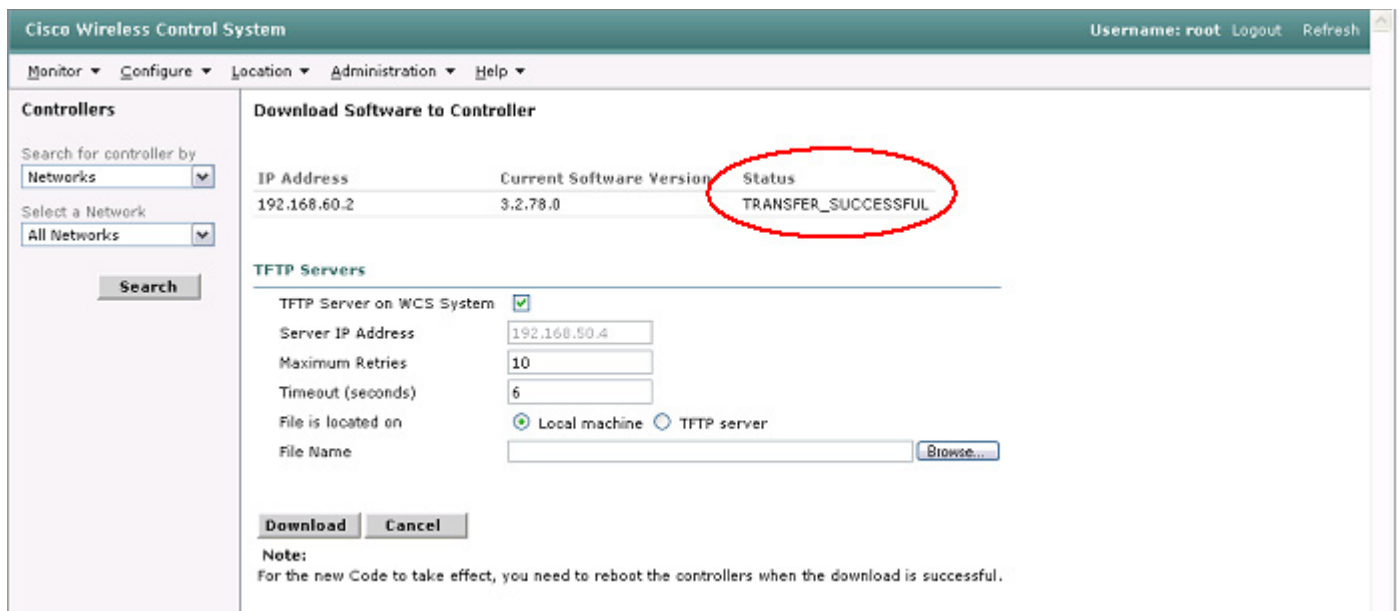 Cisco Wireless Control System
Username: root Logout Refresh
Monitor Configure Location Administration Help
Controllers
Search for controller by
Networks
Select a Network
All Networks
Search
Download Software to Controller
IP Address Current Software Version Status
192.168.60.2 3.2.78.0 TRANSFER_SUCCESSFUL
TFTP Servers
TFTP Server on WCS System
Server IP Address 192.168.50.4
Maximum Retries 10
Timeout (seconds) 6
File is located on Local machine TFTP server
File Name Browse...
Download Cancel
Note:
For the new Code to take effect, you need to reboot the controllers when the download is successful.